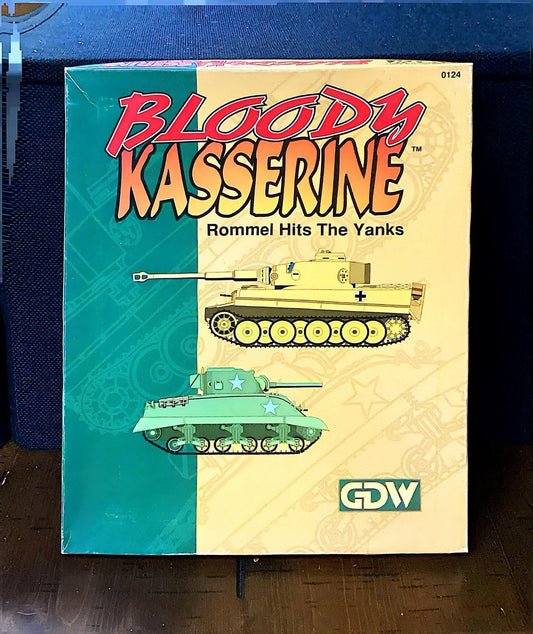 0124
BLOODY
KASSERINE™
Rommel Hits The Yanks
GDW